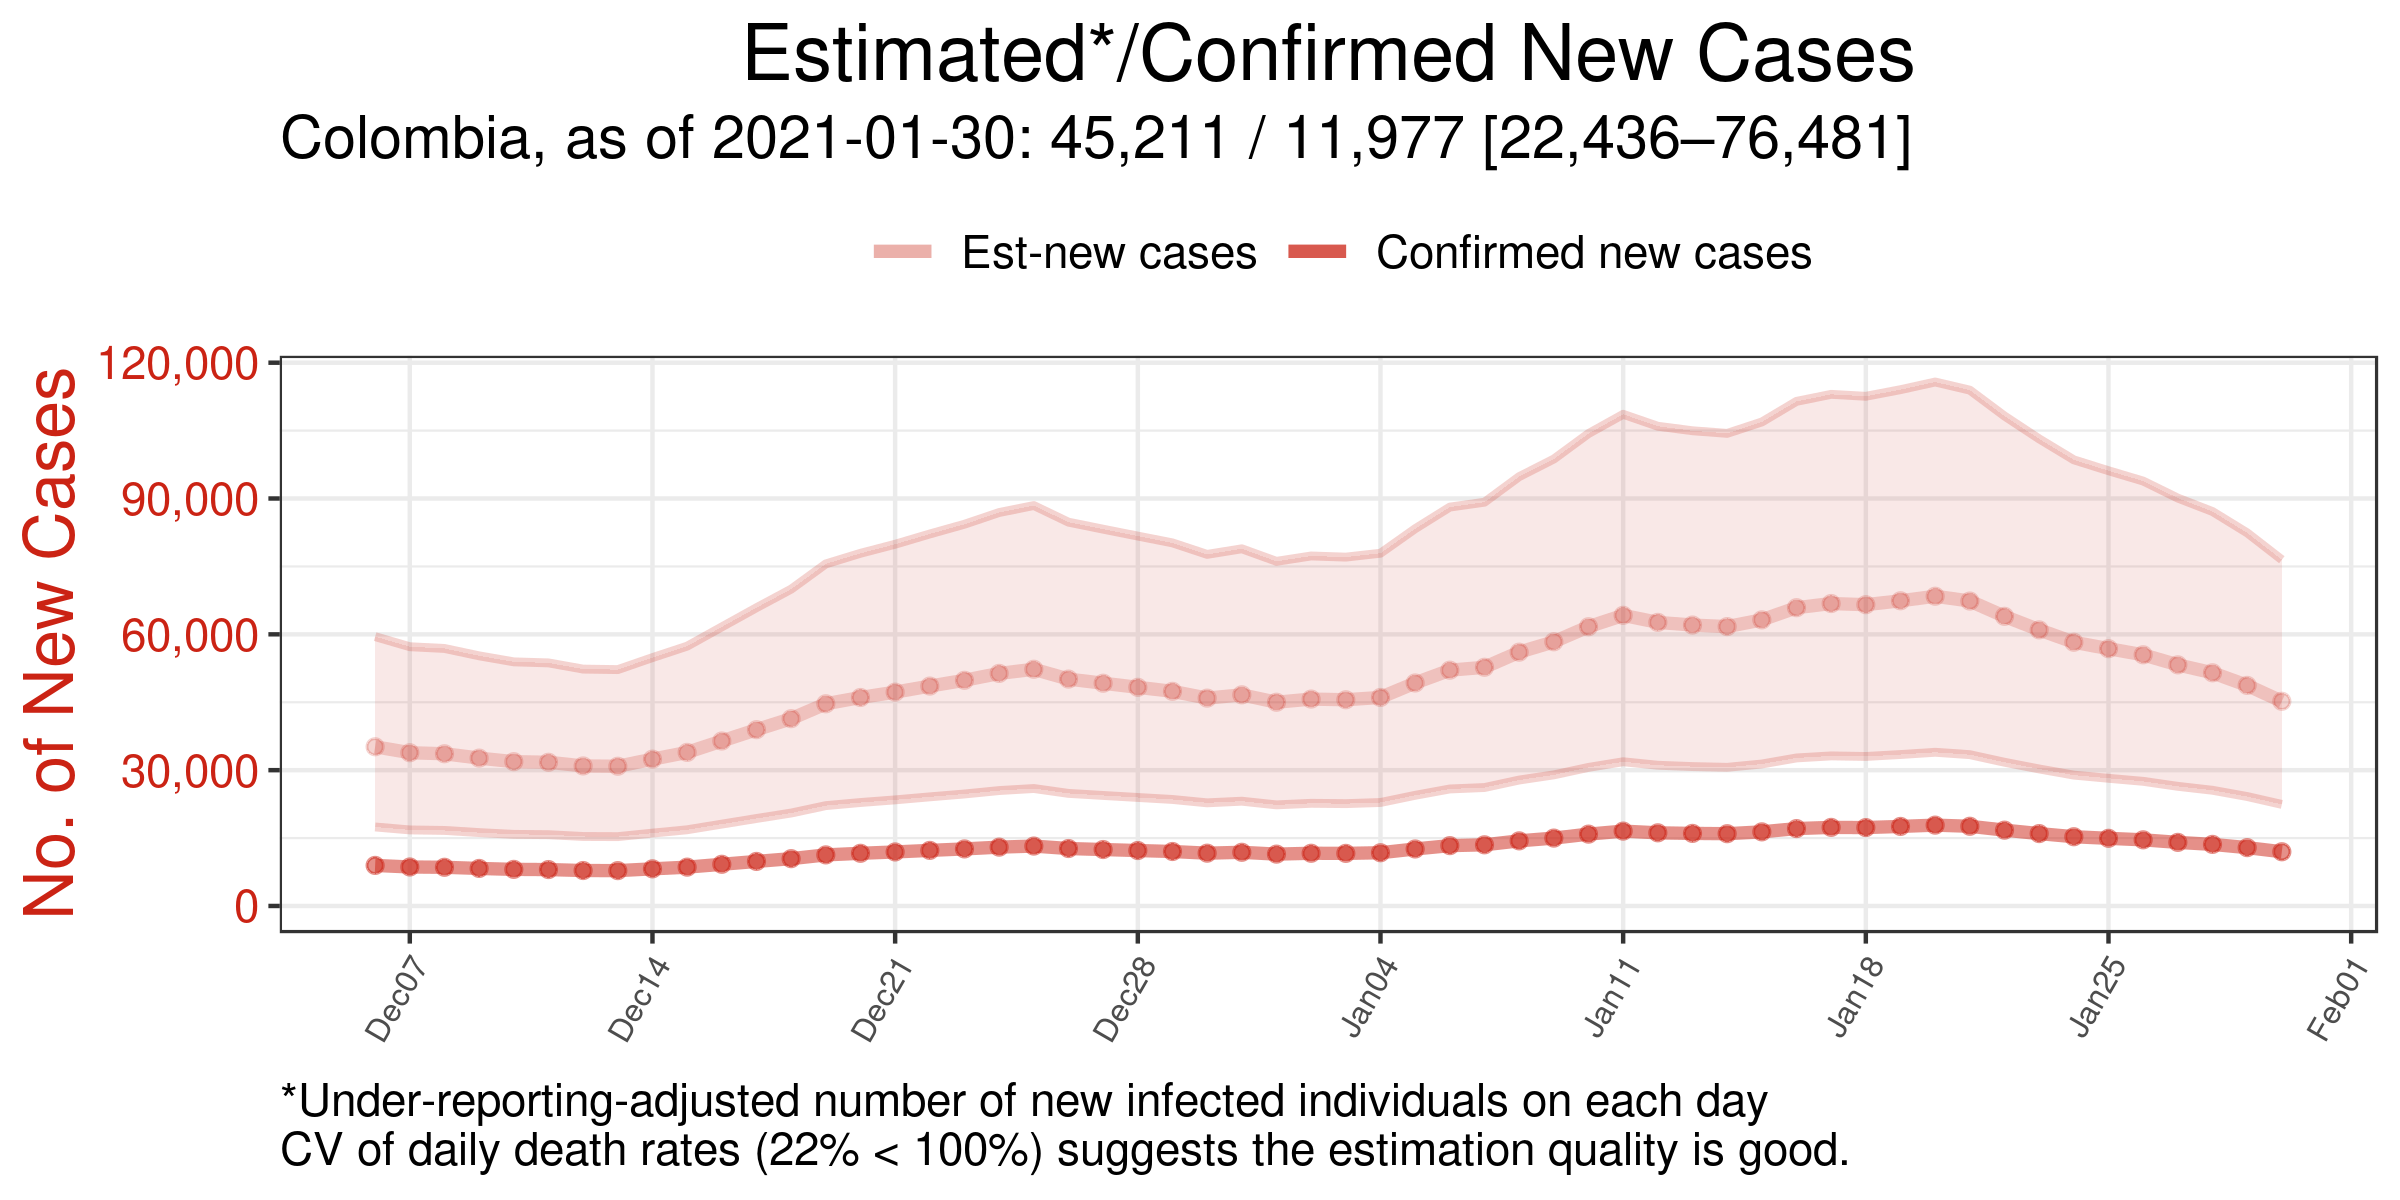 Estimated*/Confirmed New Cases
Colombia, as of 2021-01-30: 45,211 / 11,977 [22,436–76,481]
Est-new cases Confirmed new cases
No. of New Cases
120,000
90,000
60,000
30,000
0
Dec07 Dec14 Dec21 Dec28 Jan04 Jan11 Jan18 Jan25 Feb01
*Under-reporting-adjusted number of new infected individuals on each day
CV of daily death rates (22% < 100%) suggests the estimation quality is good.